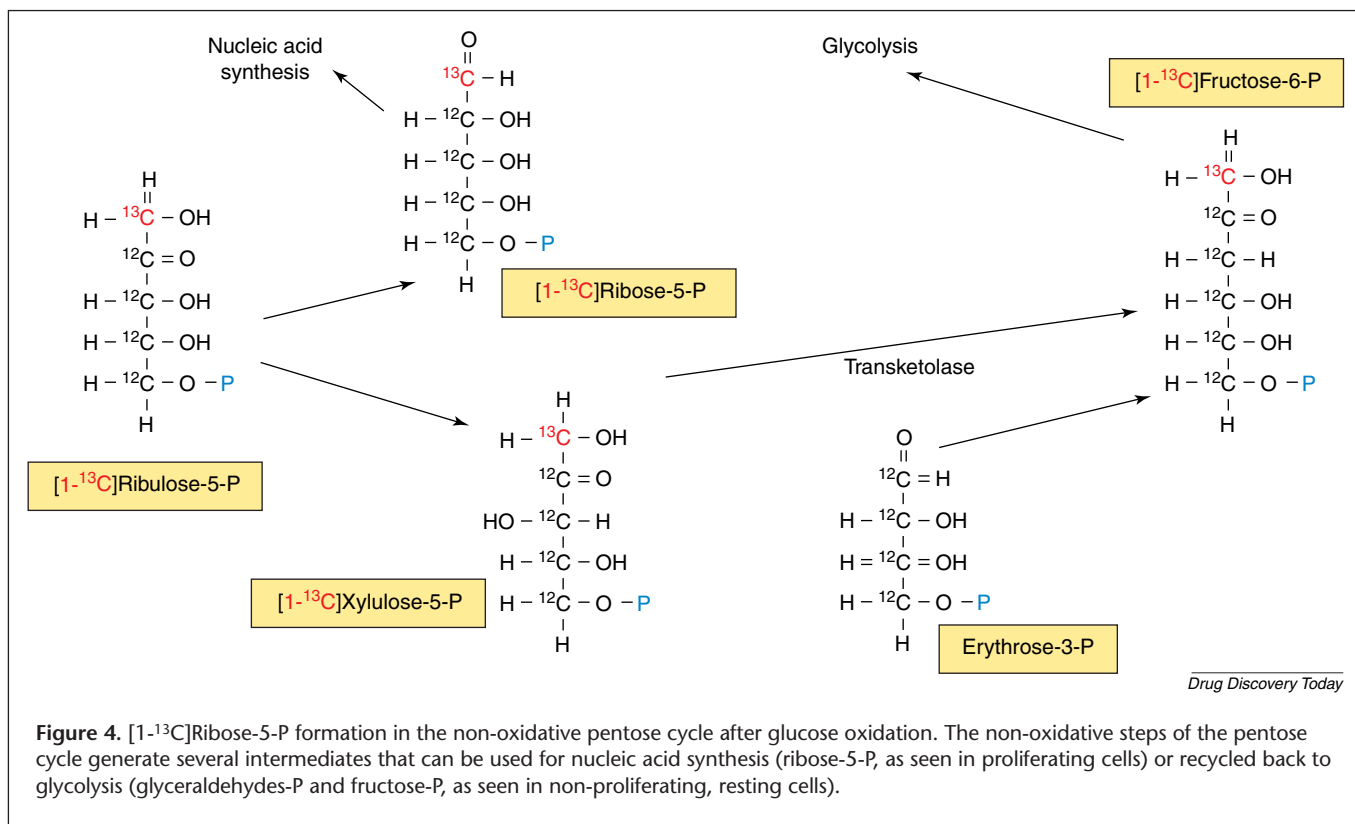 Nucleic acid
synthesis
O
13C – H
H – 12C – OH
H – 12C – OH
H – 12C – OH
H – 12C – O – P
H
[1-13C]Ribose-5-P
Glycolysis
[1-13C]Fructose-6-P
H
H – 13C – OH
12C = O
H – 12C – H
H – 12C – OH
H – 12C – OH
H – 12C – O – P
H
H
H – 13C – OH
12C = O
H – 12C – OH
H – 12C – OH
H – 12C – O – P
H
[1-13C]Ribulose-5-P
Transketolase
H
H – 13C – OH
12C = O
HO – 12C – H
H – 12C – OH
H – 12C – O – P
H
[1-13C]Xylulose-5-P
O
12C = H
H – 12C – OH
H = 12C = OH
H – 12C – O – P
H
Erythrose-3-P
Drug Discovery Today
Figure 4. [1-13C]Ribose-5-P formation in the non-oxidative pentose cycle after glucose oxidation. The non-oxidative steps of the pentose
cycle generate several intermediates that can be used for nucleic acid synthesis (ribose-5-P, as seen in proliferating cells) or recycled back to
glycolysis (glyceraldehydes-P and fructose-P, as seen in non-proliferating, resting cells).